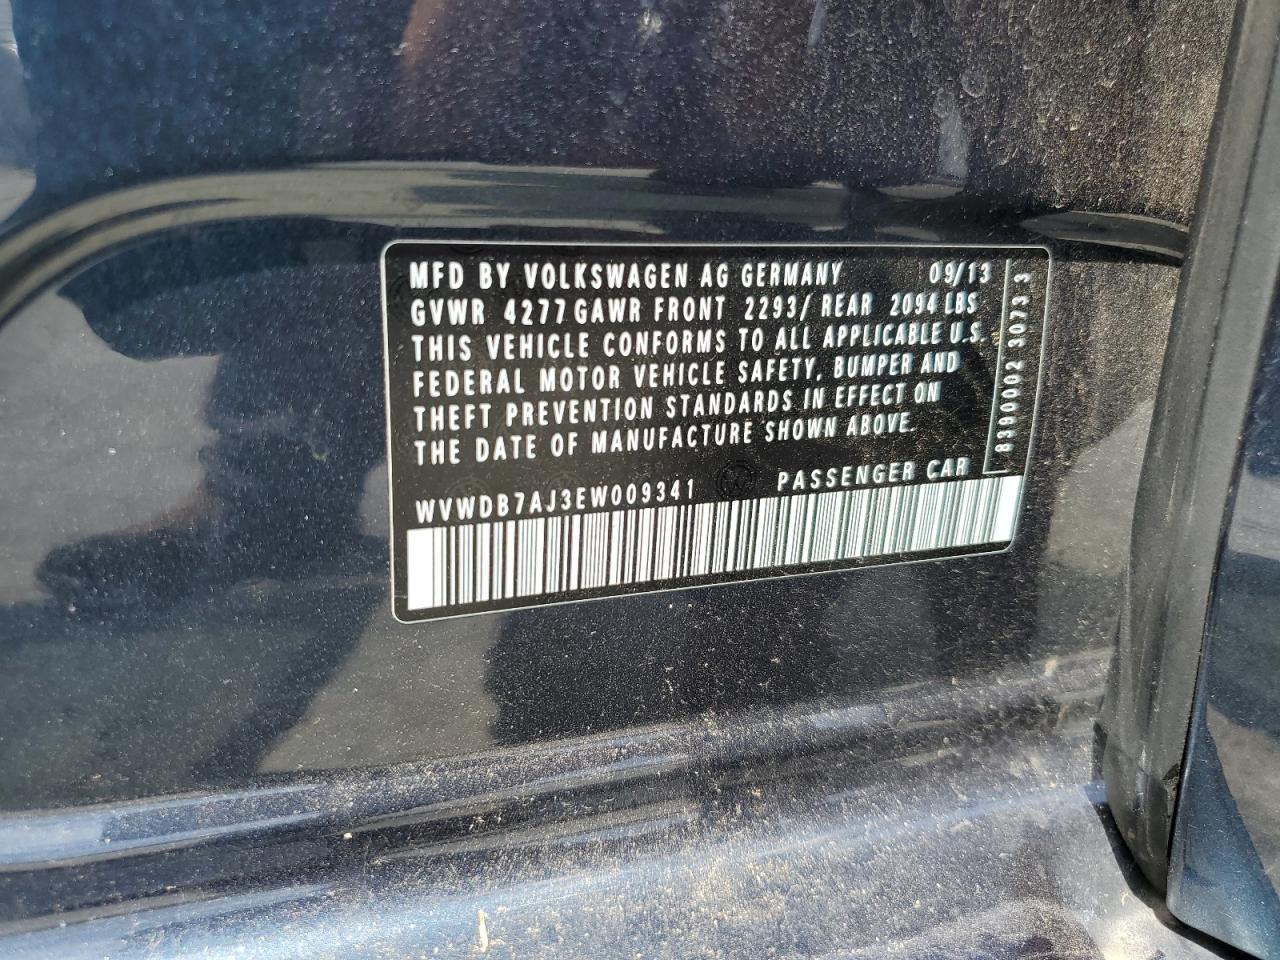 MFD BY VOLKSWAGEN AG GERMANY 09/13
GVWR 4277 GAWR FRONT 2293/ REAR 2094 LBS
THIS VEHICLE CONFORMS TO ALL APPLICABLE U.S.
FEDERAL MOTOR VEHICLE SAFETY, BUMPER AND
THEFT PREVENTION STANDARDS IN EFFECT ON
THE DATE OF MANUFACTURE SHOWN ABOVE.
WVWDB7AJ3EW009341 PASSENGER CAR
8390002 3073 3